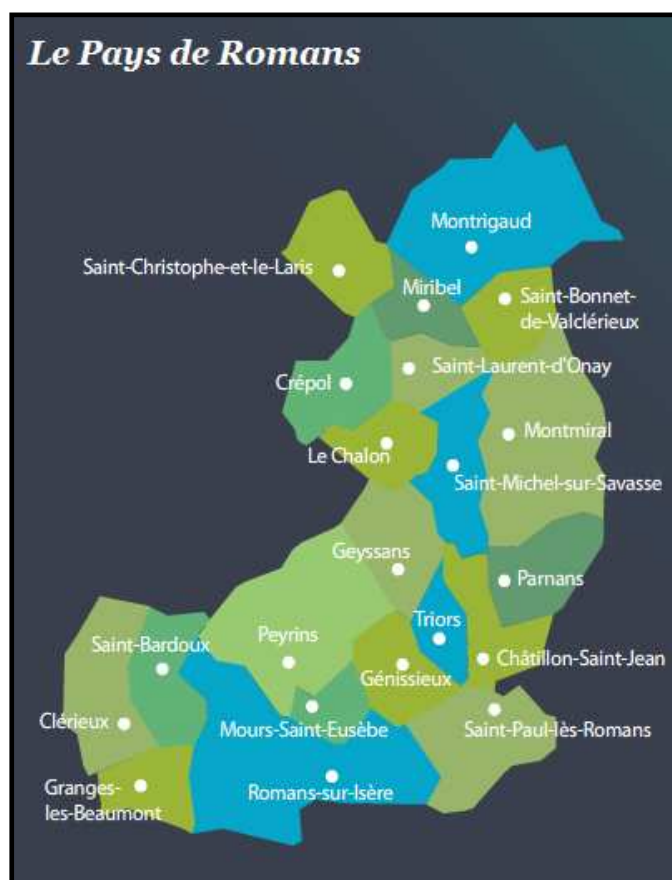 Le Pays de Romans
Montrigaud
Saint-Christophe-et-le-Laris
Miribel
Saint-Bonnet-
de-Valclérieux
Saint-Laurent-d'Onay
Crépol
Montmiral
Le Chalon
Saint-Michel-sur-Savasse
Geyssans
Parnans
Triors
Peyrins
Saint-Bardoux
Châtillon-Saint-Jean
Génissieux
Clérieux
Mours-Saint-Eusèbe
Saint-Paul-lès-Romans
Granges-
les-Beaumont
Romans-sur-Isère